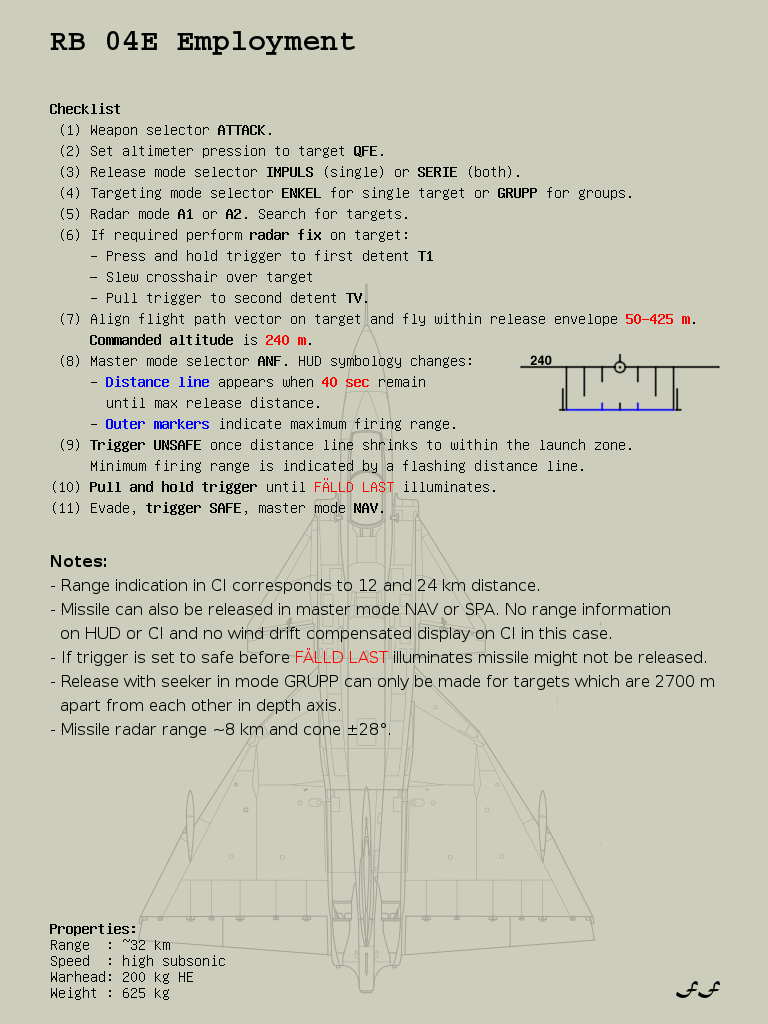 RB 04E Employment
Checklist
(1) Weapon selector ATTACK.
(2) Set altimeter pression to target QFE.
(3) Release mode selector IMPULS (single) or SERIE (both).
(4) Targeting mode selector ENKEL for single target or GRUPP for groups.
(5) Radar mode A1 or A2. Search for targets.
(6) If required perform radar fix on target:
- Press and hold trigger to first detent T1
- Slew crosshair over target
- Pull trigger to second detent TV.
(7) Align flight path vector on target and fly within release envelope 50-425 m.
Commanded altitude is 240 m.
(8) Master mode selector ANF. HUD symbology changes:
240
- Distance line appears when 40 sec remain
until max release distance.
- Outer markers indicate maximum firing range.
(9) Trigger UNSAFE once distance line shrinks to within the launch zone.
Minimum firing range is indicated by a flashing distance line.
(10) Pull and hold trigger until FÄLLD LAST illuminates.
(11) Evade, trigger SAFE, master mode NAV.
Notes:
- Range indication in CI corresponds to 12 and 24 km distance.
- Missile can also be released in master mode NAV or SPA. No range information
on HUD or CI and no wind drift compensated display on CI in this case.
- If trigger is set to safe before FÄLLD LAST illuminates missile might not be released.
- Release with seeker in mode GRUPP can only be made for targets which are 2700 m
apart from each other in depth axis.
- Missile radar range ~8 km and cone ±28°.
Properties:
Range : ~32 km
Speed : high subsonic
Warhead: 200 kg HE
Weight : 625 kg
FF